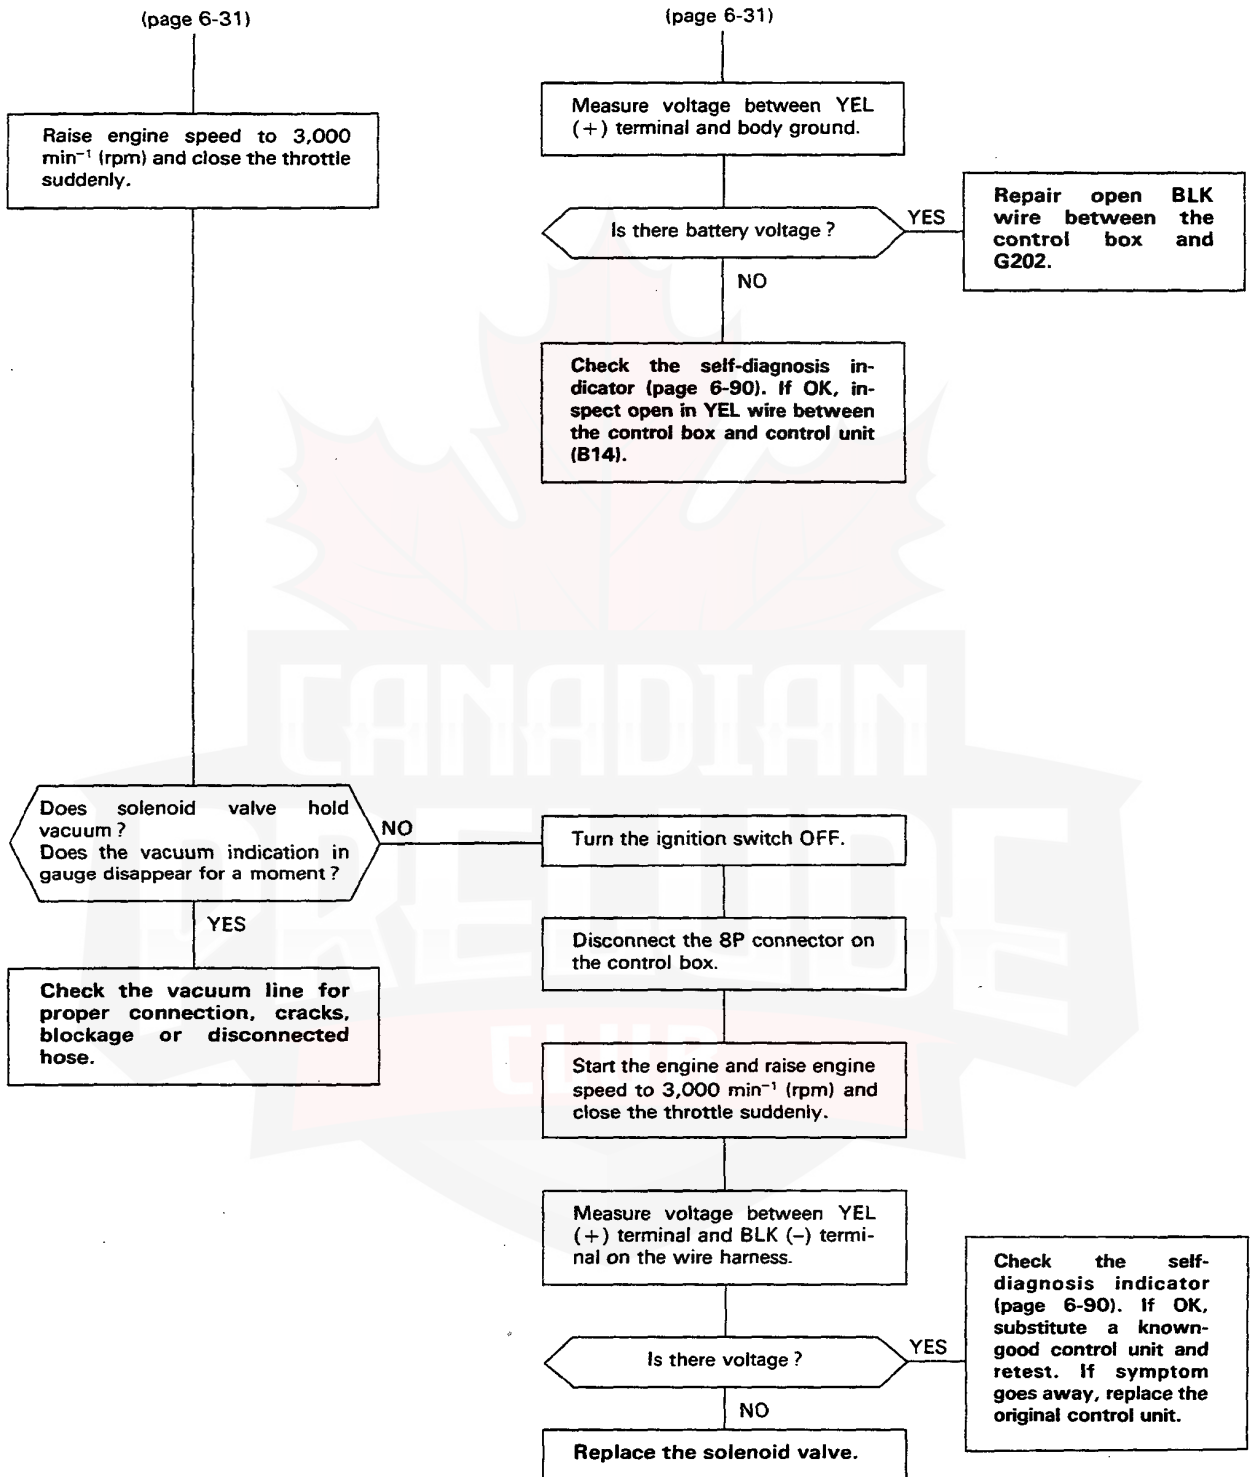 (page 6-31)
Raise engine speed to 3,000
min⁻¹ (rpm) and close the throttle
suddenly.
Does solenoid valve hold
vacuum ?
Does the vacuum indication in
gauge disappear for a moment ?
NO
YES
Check the vacuum line for
proper connection, cracks,
blockage or disconnected
hose.
(page 6-31)
Measure voltage between YEL
(+) terminal and body ground.
Is there battery voltage ?
YES
Repair open BLK
wire between the
control box and
G202.
NO
Check the self-diagnosis in-
dicator (page 6-90). If OK, in-
spect open in YEL wire between
the control box and control unit
(B14).
Turn the ignition switch OFF.
Disconnect the 8P connector on
the control box.
Start the engine and raise engine
speed to 3,000 min⁻¹ (rpm) and
close the throttle suddenly.
Measure voltage between YEL
(+) terminal and BLK (–) termi-
nal on the wire harness.
Is there voltage ?
YES
Check the self-
diagnosis indicator
(page 6-90). If OK,
substitute a known-
good control unit and
retest. If symptom
goes away, replace the
original control unit.
NO
Replace the solenoid valve.
CANADIAN
PRELUDE
CLUB